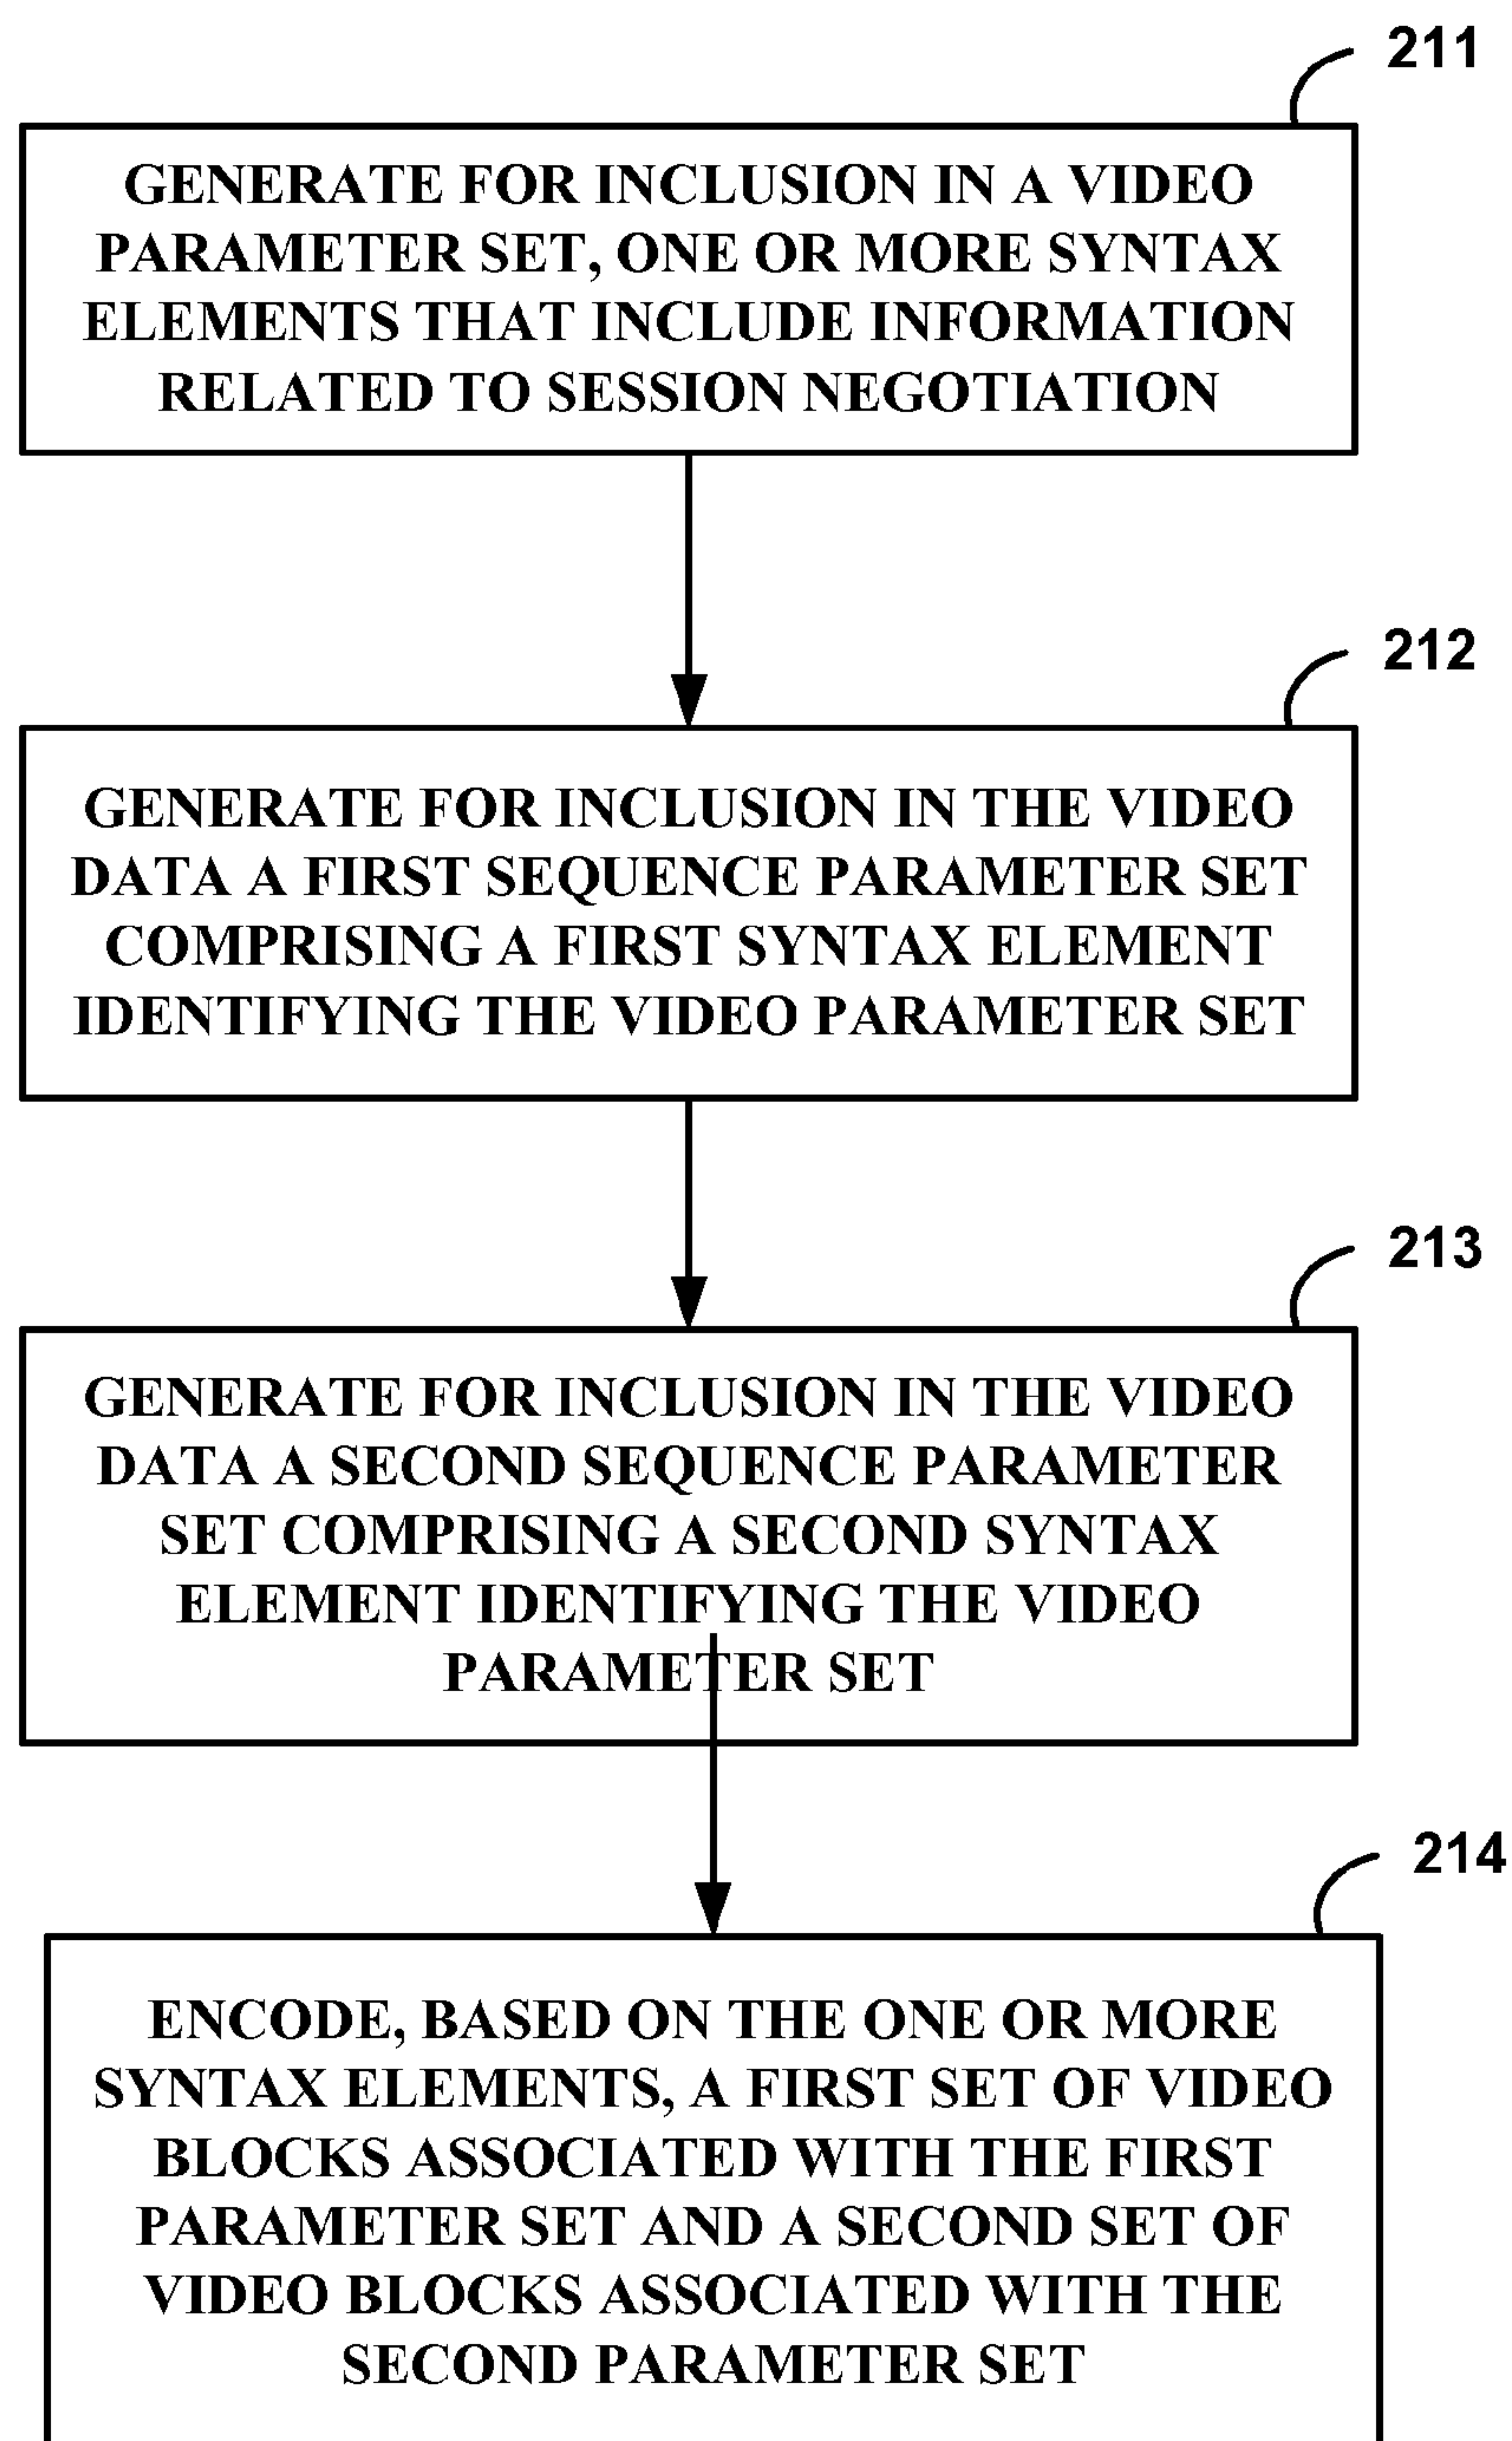 211
GENERATE FOR INCLUSION IN A VIDEO
PARAMETER SET, ONE OR MORE SYNTAX
ELEMENTS THAT INCLUDE INFORMATION
RELATED TO SESSION NEGOTIATION
212
GENERATE FOR INCLUSION IN THE VIDEO
DATA A FIRST SEQUENCE PARAMETER SET
COMPRISING A FIRST SYNTAX ELEMENT
IDENTIFYING THE VIDEO PARAMETER SET
213
GENERATE FOR INCLUSION IN THE VIDEO
DATA A SECOND SEQUENCE PARAMETER
SET COMPRISING A SECOND SYNTAX
ELEMENT IDENTIFYING THE VIDEO
PARAMETER SET
214
ENCODE, BASED ON THE ONE OR MORE
SYNTAX ELEMENTS, A FIRST SET OF VIDEO
BLOCKS ASSOCIATED WITH THE FIRST
PARAMETER SET AND A SECOND SET OF
VIDEO BLOCKS ASSOCIATED WITH THE
SECOND PARAMETER SET